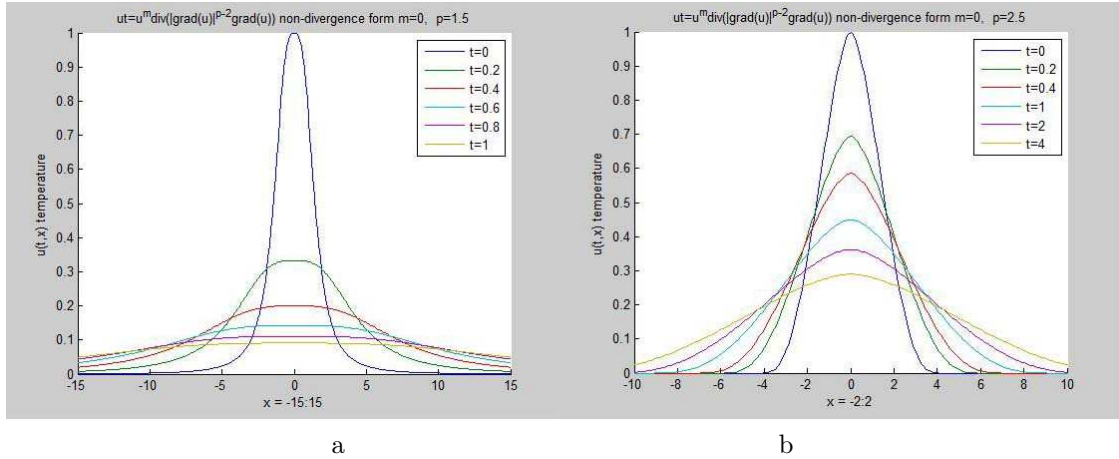 ut=u^m div(|grad(u)|^p-2 grad(u)) non-divergence form m=0, p=1.5
1
0.9
0.8
0.7
0.6
0.5
0.4
0.3
0.2
0.1
0
u(t,x) temperature
t=0
t=0.2
t=0.4
t=0.6
t=0.8
t=1
-15
-10
-5
0
5
10
15
x = -15:15
a
ut=u^m div(|grad(u)|^p-2 grad(u)) non-divergence form m=0, p=2.5
1
0.9
0.8
0.7
0.6
0.5
0.4
0.3
0.2
0.1
0
u(t,x) temperature
t=0
t=0.2
t=0.4
t=1
t=2
t=4
-10
-8
-6
-4
-2
0
2
4
6
8
10
x = -2:2
b